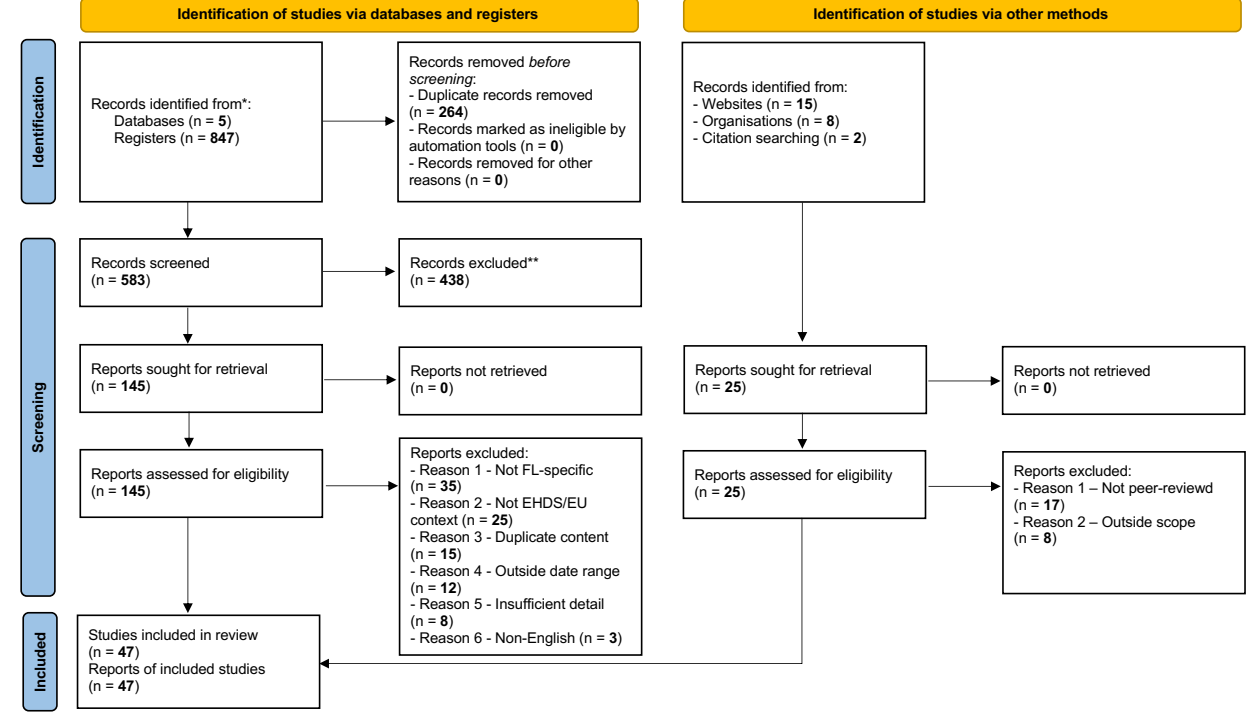 Identification of studies via databases and registers
Identification of studies via other methods
Identification
Records identified from*:
Databases (n = 5)
Registers (n = 847)
Records removed before
screening:
- Duplicate records removed
(n = 264)
- Records marked as ineligible by
automation tools (n = 0)
- Records removed for other
reasons (n = 0)
Records identified from:
- Websites (n = 15)
- Organisations (n = 8)
- Citation searching (n = 2)
Screening
Records screened
(n = 583)
Records excluded**
(n = 438)
Reports sought for retrieval
(n = 145)
Reports not retrieved
(n = 0)
Reports sought for retrieval
(n = 25)
Reports not retrieved
(n = 0)
Reports assessed for eligibility
(n = 145)
Reports excluded:
- Reason 1 - Not FL-specific
(n = 35)
- Reason 2 - Not EHDS/EU
context (n = 25)
- Reason 3 - Duplicate content
(n = 15)
- Reason 4 - Outside date range
(n = 12)
- Reason 5 - Insufficient detail
(n = 8)
- Reason 6 - Non-English (n = 3)
Reports assessed for eligibility
(n = 25)
Reports excluded:
- Reason 1 – Not peer-reviewd
(n = 17)
- Reason 2 – Outside scope
(n = 8)
Included
Studies included in review
(n = 47)
Reports of included studies
(n = 47)